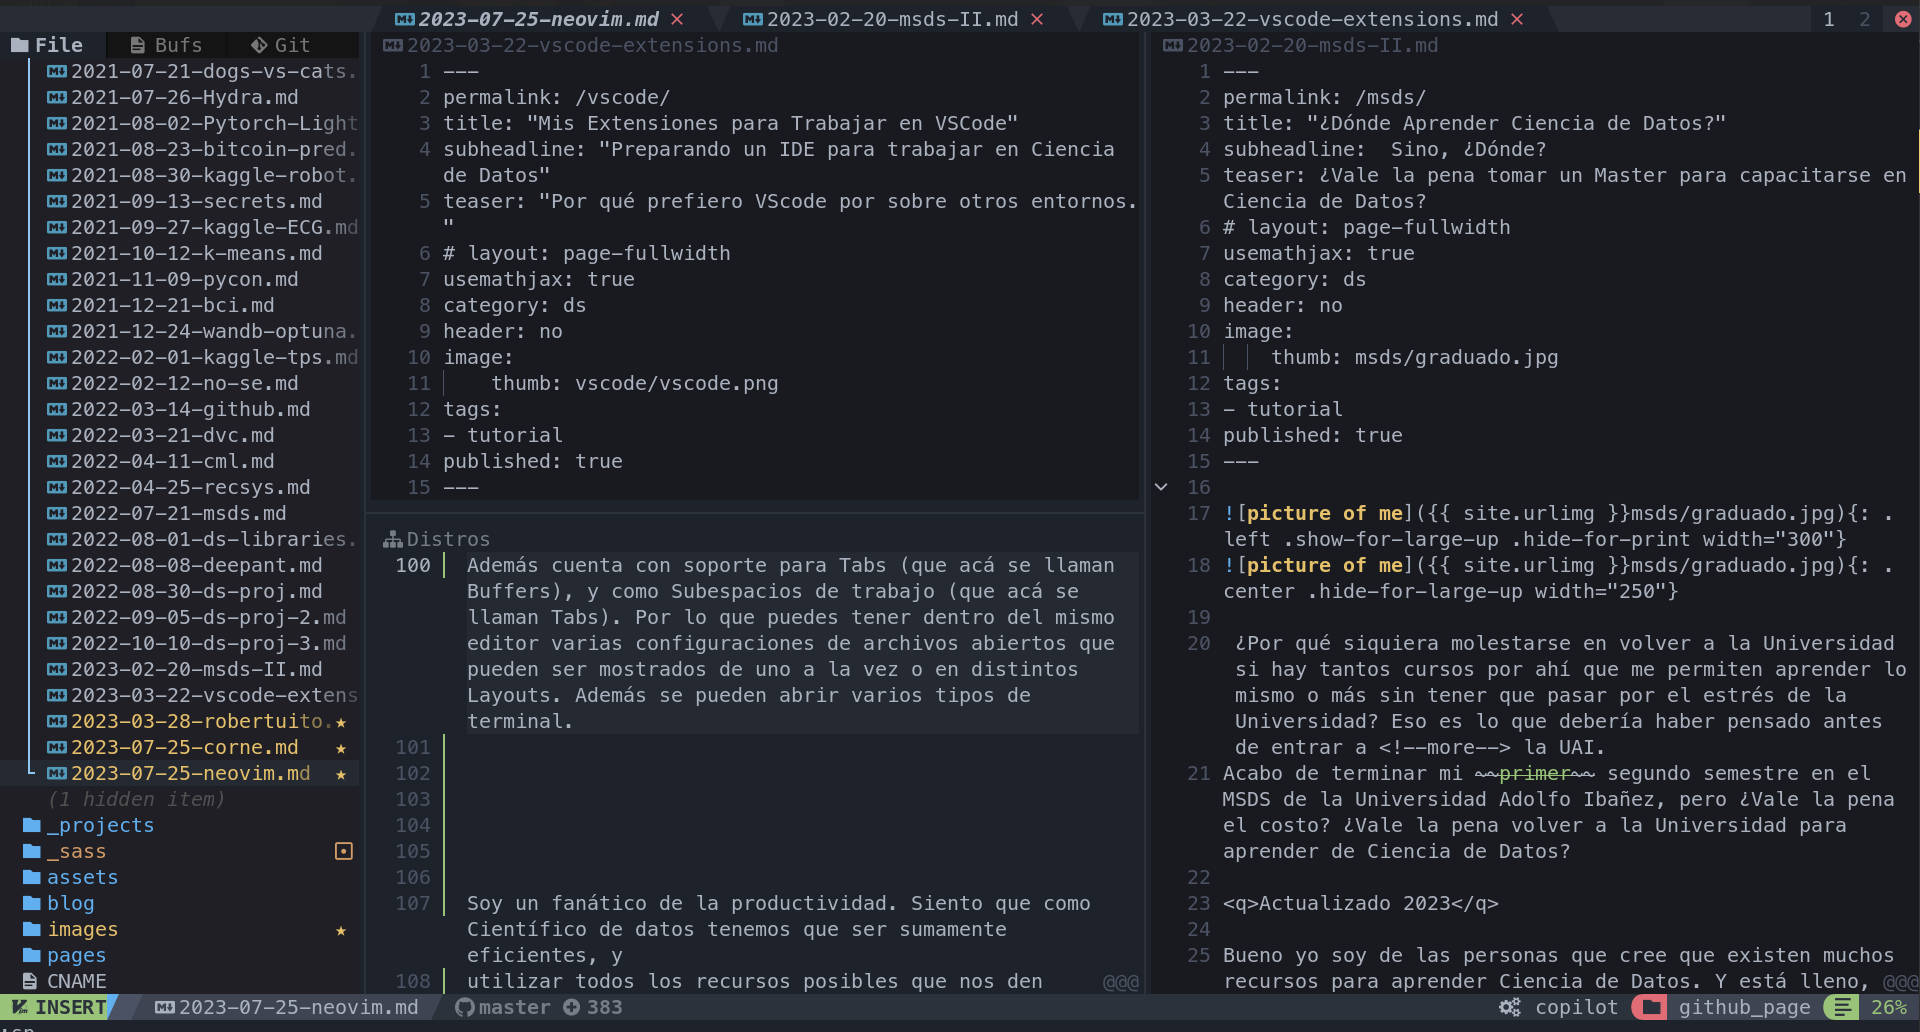 2023-07-25-neovim.md ×
2023-02-20-msds-II.md ×
2023-03-22-vscode-extensions.md ×
1 2
File Bufs Git
2021-07-21-dogs-vs-cats.
2021-07-26-Hydra.md
2021-08-02-Pytorch-Light
2021-08-23-bitcoin-pred.
2021-08-30-kaggle-robot.
2021-09-13-secrets.md
2021-09-27-kaggle-ECG.md
2021-10-12-k-means.md
2021-11-09-pycon.md
2021-12-21-bci.md
2021-12-24-wandb-optuna.
2022-02-01-kaggle-tps.md
2022-02-12-no-se.md
2022-03-14-github.md
2022-03-21-dvc.md
2022-04-11-cml.md
2022-04-25-recsys.md
2022-07-21-msds.md
2022-08-01-ds-libraries.
2022-08-08-deepant.md
2022-08-30-ds-proj.md
2022-09-05-ds-proj-2.md
2022-10-10-ds-proj-3.md
2023-02-20-msds-II.md
2023-03-22-vscode-extens
2023-03-28-robertuito. ★
2023-07-25-corne.md ★
2023-07-25-neovim.md ★
(1 hidden item)
_projects
_sass
assets
blog
images ★
pages
CNAME
2023-03-22-vscode-extensions.md
1 ---
2 permalink: /vscode/
3 title: "Mis Extensiones para Trabajar en VSCode"
4 subheadline: "Preparando un IDE para trabajar en Ciencia
de Datos"
5 teaser: "Por qué prefiero VScode por sobre otros entornos.
"
6 # layout: page-fullwidth
7 usemathjax: true
8 category: ds
9 header: no
10 image:
11     thumb: vscode/vscode.png
12 tags:
13 - tutorial
14 published: true
15 ---
Distros
100 Además cuenta con soporte para Tabs (que acá se llaman
Buffers), y como Subespacios de trabajo (que acá se
llaman Tabs). Por lo que puedes tener dentro del mismo
editor varias configuraciones de archivos abiertos que
pueden ser mostrados de uno a la vez o en distintos
Layouts. Además se pueden abrir varios tipos de
terminal.
101
102
103
104
105
106
107 Soy un fanático de la productividad. Siento que como
Científico de datos tenemos que ser sumamente
eficientes, y
108 utilizar todos los recursos posibles que nos den @@@
2023-02-20-msds-II.md
1 ---
2 permalink: /msds/
3 title: "¿Dónde Aprender Ciencia de Datos?"
4 subheadline:  Sino, ¿Dónde?
5 teaser: ¿Vale la pena tomar un Master para capacitarse en
Ciencia de Datos?
6 # layout: page-fullwidth
7 usemathjax: true
8 category: ds
9 header: no
10 image:
11     thumb: msds/graduado.jpg
12 tags:
13 - tutorial
14 published: true
15 ---
16
17 ![picture of me]({{ site.urlimg }}msds/graduado.jpg){: .
left .show-for-large-up .hide-for-print width="300"}
18 ![picture of me]({{ site.urlimg }}msds/graduado.jpg){: .
center .hide-for-large-up width="250"}
19
20 ¿Por qué siquiera molestarse en volver a la Universidad
si hay tantos cursos por ahí que me permiten aprender lo
mismo o más sin tener que pasar por el estrés de la
Universidad? Eso es lo que debería haber pensado antes
de entrar a <!--more--> la UAI.
21 Acabo de terminar mi ~~primer~~ segundo semestre en el
MSDS de la Universidad Adolfo Ibañez, pero ¿Vale la pena
el costo? ¿Vale la pena volver a la Universidad para
aprender de Ciencia de Datos?
22
23 <q>Actualizado 2023</q>
24
25 Bueno yo soy de las personas que cree que existen muchos
recursos para aprender Ciencia de Datos. Y está lleno, @@@
INSERT 2023-07-25-neovim.md master 383 copilot github_page 26%